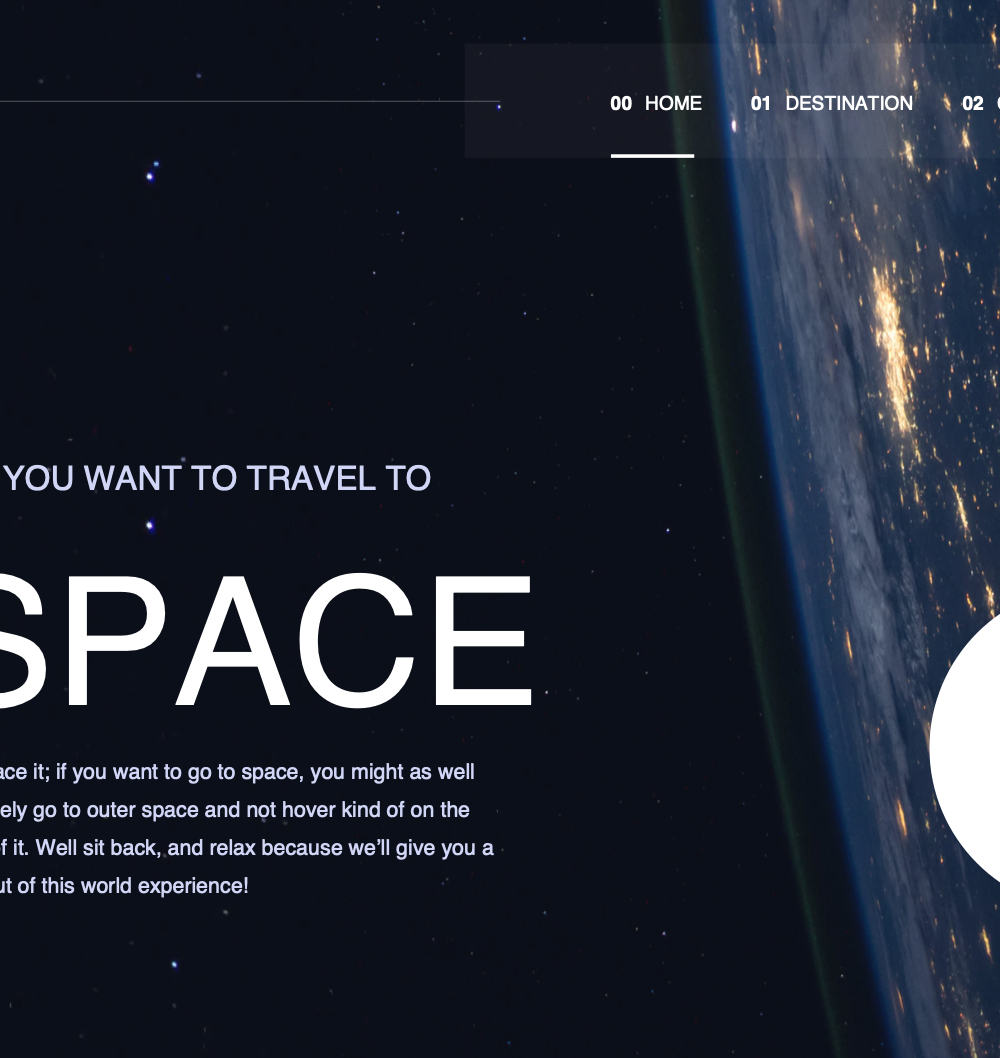 00 HOME 01 DESTINATION 02
YOU WANT TO TRAVEL TO
SPACE
ace it; if you want to go to space, you might as well
ely go to outer space and not hover kind of on the
f it. Well sit back, and relax because we’ll give you a
ut of this world experience!